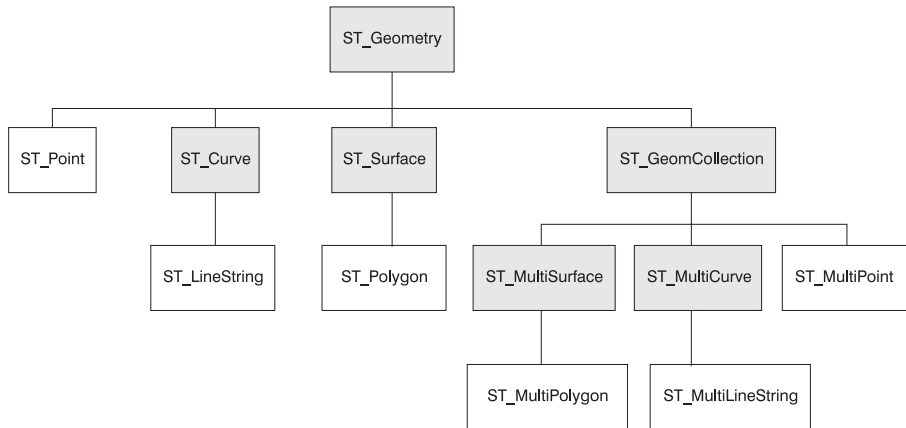 ST_Geometry
ST_Point
ST_Curve
ST_Surface
ST_GeomCollection
ST_LineString
ST_Polygon
ST_MultiSurface
ST_MultiCurve
ST_MultiPoint
ST_MultiPolygon
ST_MultiLineString